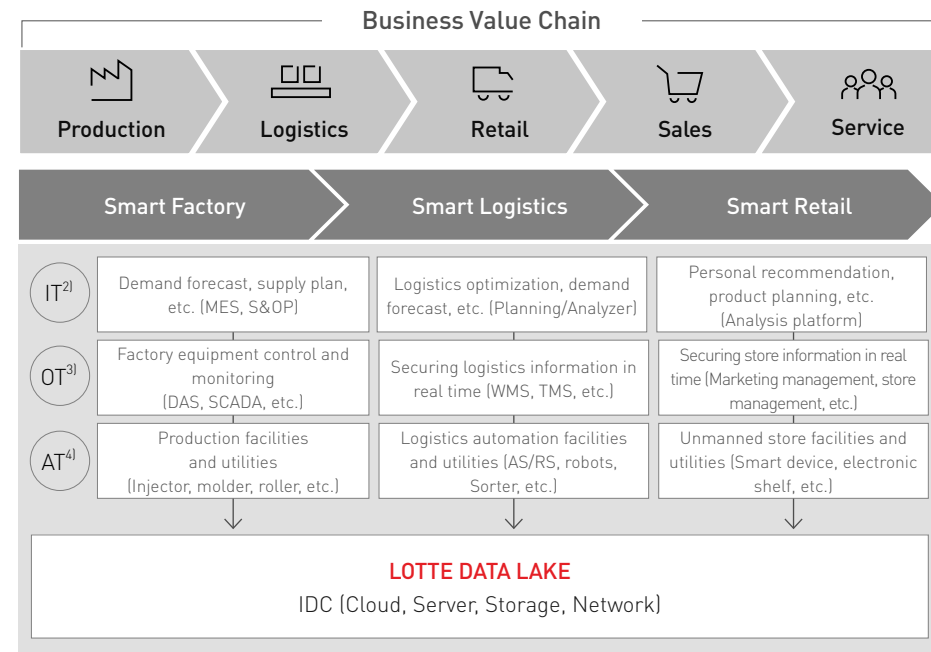 Business Value Chain
Production
Logistics
Retail
Sales
Service
Smart Factory
Smart Logistics
Smart Retail
IT2)
Demand forecast, supply plan,
etc. (MES, S&OP)
Logistics optimization, demand
forecast, etc. (Planning/Analyzer)
Personal recommendation,
product planning, etc.
(Analysis platform)
OT3)
Factory equipment control and
monitoring
(DAS, SCADA, etc.)
Securing logistics information in
real time (WMS, TMS, etc.)
Securing store information in real
time (Marketing management, store
management, etc.)
AT4)
Production facilities
and utilities
(Injector, molder, roller, etc.)
Logistics automation facilities
and utilities (AS/RS, robots,
Sorter, etc.)
Unmanned store facilities and
utilities (Smart device, electronic
shelf, etc.)
LOTTE DATA LAKE
IDC (Cloud, Server, Storage, Network)